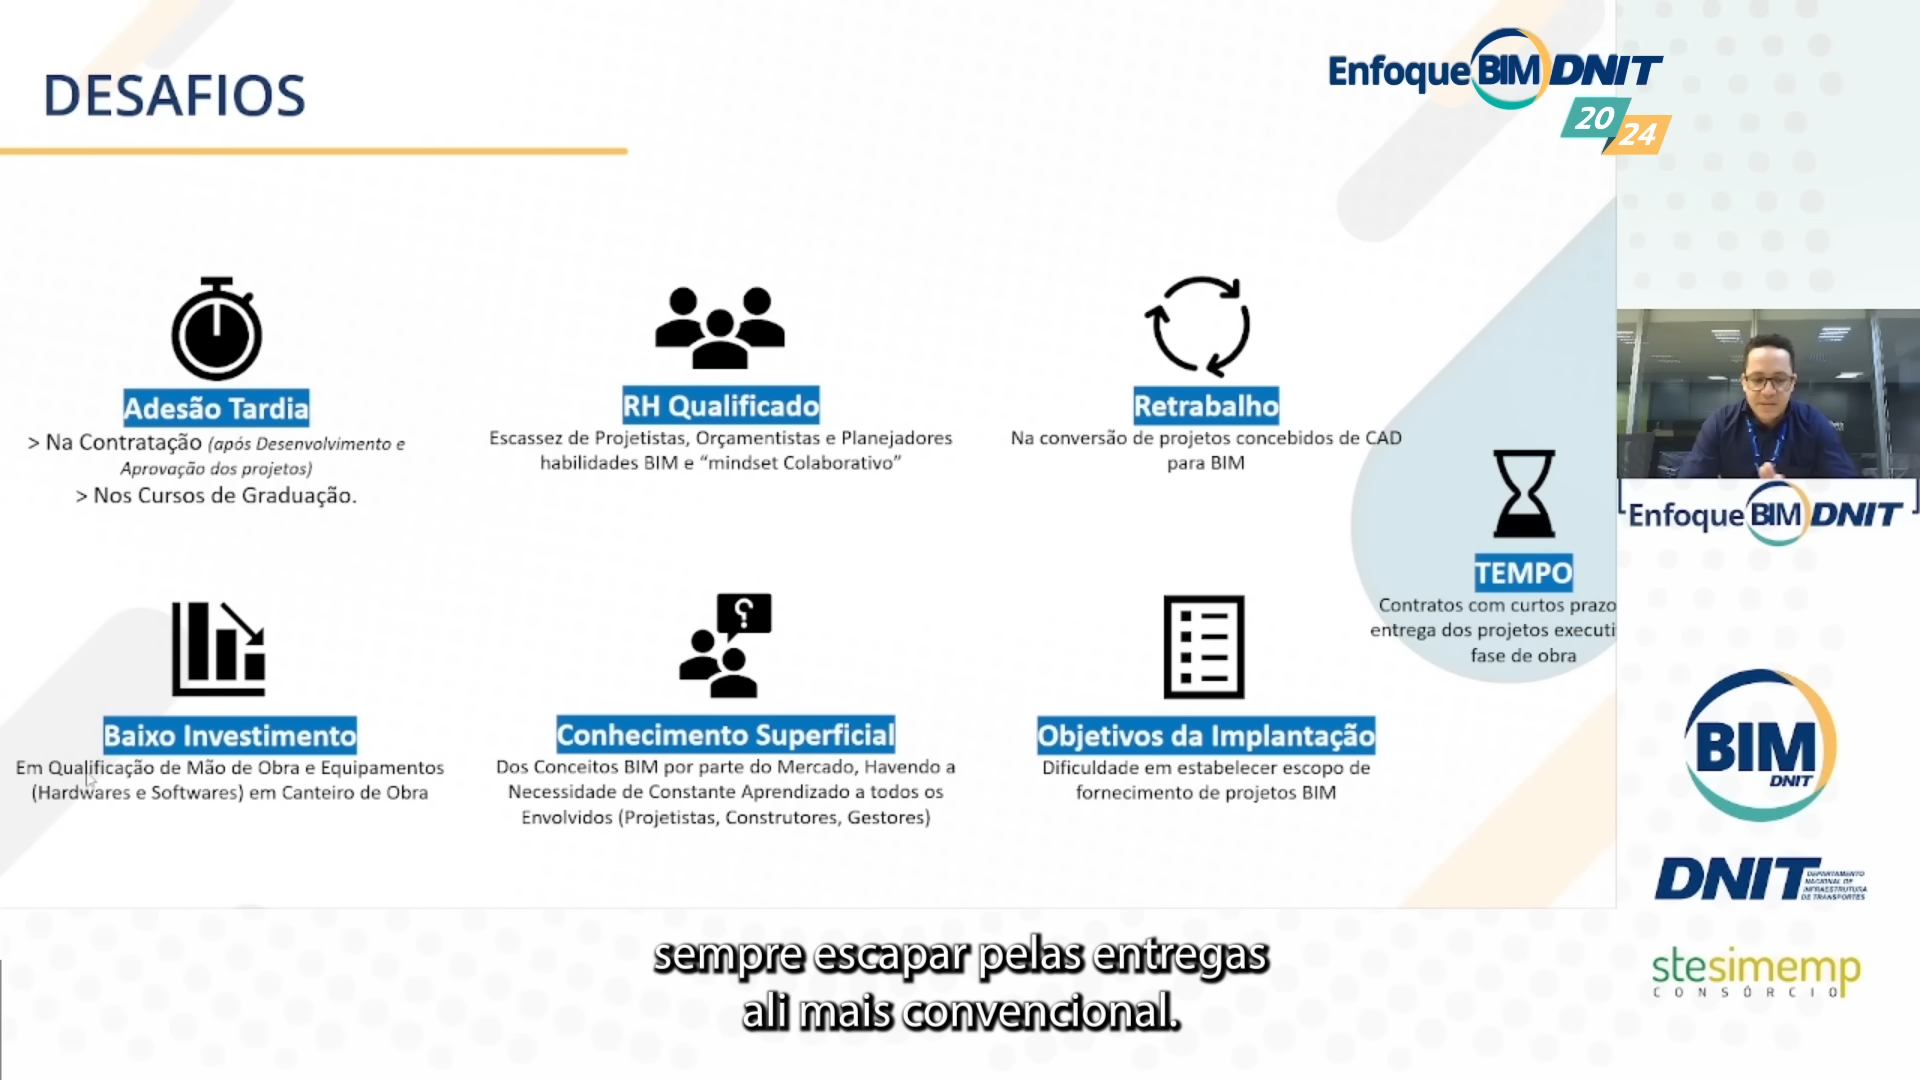 DESAFIOS
Enfoque BIM DNIT
20
24
Adesão Tardia
> Na Contratação (após Desenvolvimento e
Aprovação dos projetos)
> Nos Cursos de Graduação.
RH Qualificado
Escassez de Projetistas, Orçamentistas e Planejadores
habilidades BIM e “mindset Colaborativo”
Retrabalho
Na conversão de projetos concebidos de CAD
para BIM
TEMPO
Contratos com curtos prazo
entrega dos projetos executi
fase de obra
Baixo Investimento
Em Qualificação de Mão de Obra e Equipamentos
(Hardwares e Softwares) em Canteiro de Obra
?
Conhecimento Superficial
Dos Conceitos BIM por parte do Mercado, Havendo a
Necessidade de Constante Aprendizado a todos os
Envolvidos (Projetistas, Construtores, Gestores)
Objetivos da Implantação
Dificuldade em estabelecer escopo de
fornecimento de projetos BIM
Enfoque BIM DNIT
BIM
DNIT
DNIT
DEPARTAMENTO
NACIONAL DE
INFRAESTRUTURA
DE TRANSPORTES
stesimemp
CONSÓRCIO
sempre escapar pelas entregas
ali mais convencional.